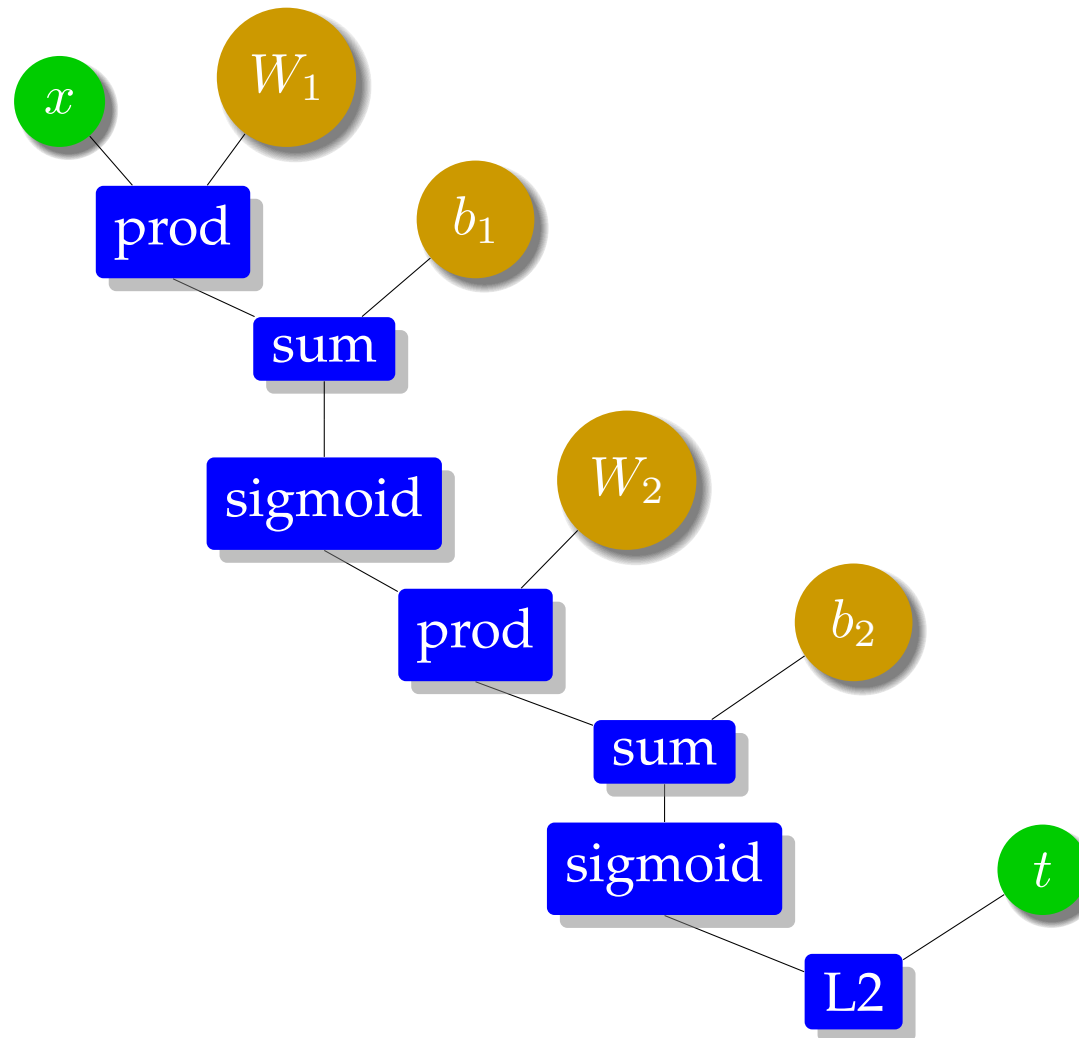 x
W₁
prod
b₁
sum
sigmoid
W₂
prod
b₂
sum
sigmoid
t
L2